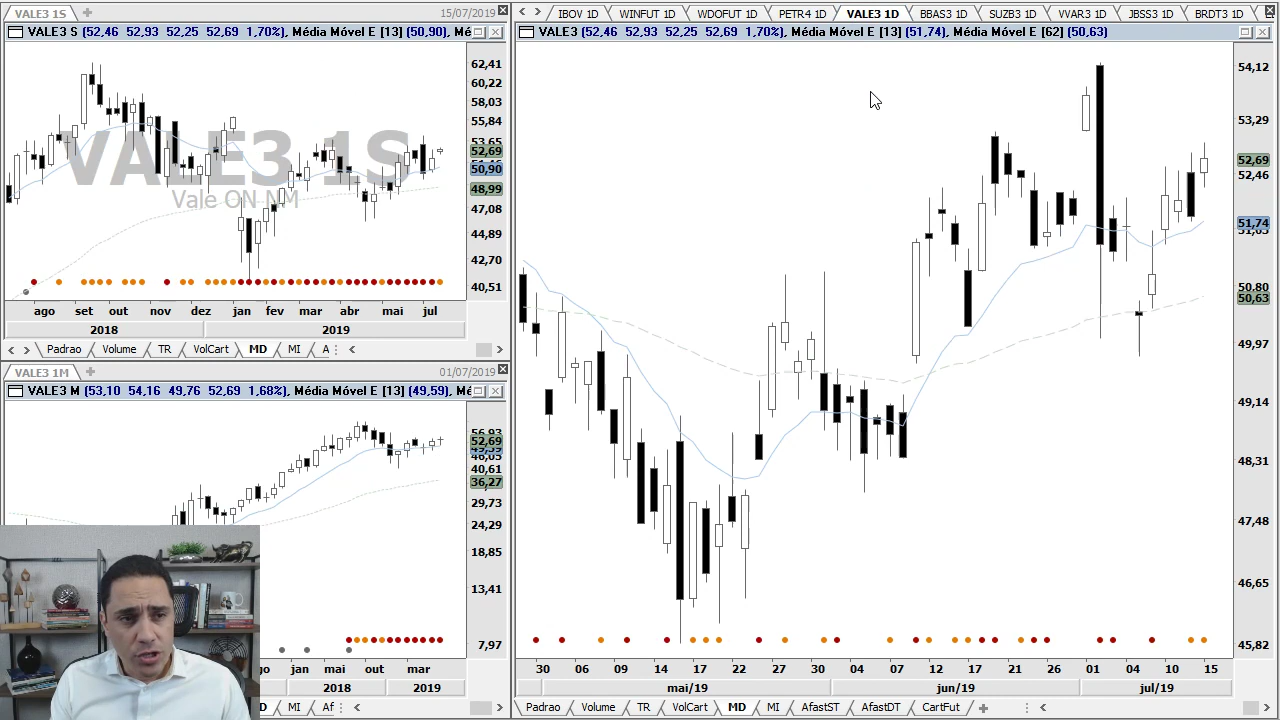 VALE3 1S
15/07/2019
VALE3 S (52,46 52,93 52,25 52,69 1,70%), Média Móvel E [13] (50,90), Mé
VALE3 1S
Vale ON NM
62,41
60,22
58,03
55,84
53,65
52,69
50,90
48,99
47,08
44,89
42,70
40,51
ago set out nov dez jan fev mar abr mai jul
2018 2019
Padrao Volume TR VolCart MD MI A
VALE3 1M
01/07/2019
VALE3 M (53,10 54,16 49,76 52,69 1,68%), Média Móvel E [13] (49,59), Mé
56,93
52,69
46,05
40,61
36,27
29,73
24,29
18,85
13,41
7,97
go jan mai out mar
2018 2019
D MI Af
IBOV 1D WINFUT 1D WDOFUT 1D PETR4 1D VALE3 1D BBAS3 1D SUZB3 1D VVAR3 1D JBSS3 1D BRDT3 1D
VALE3 (52,46 52,93 52,25 52,69 1,70%), Média Móvel E [13] (51,74), Média Móvel E [62] (50,63)
54,12
53,29
52,69
52,46
51,74
50,80
50,63
49,97
49,14
48,31
47,48
46,65
45,82
30 06 09 14 17 22 27 30 04 07 12 17 21 26 01 04 10 15
mai/19 jun/19 jul/19
Padrao Volume TR VolCart MD MI AfastST AfastDT CartFut